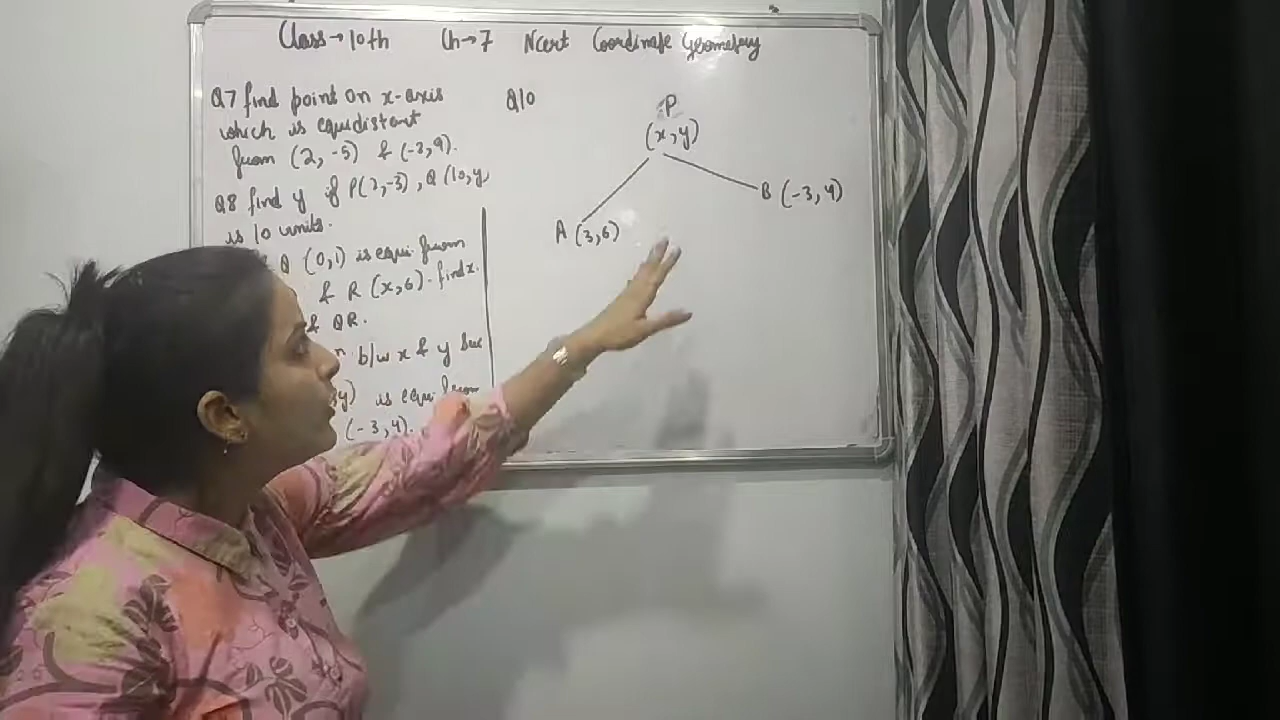 Class→10th Ch→7 Ncert Coordinate Geometry
Q7 find point on x-axis
which is equidistant
from (2, -5) & (-2,9).
Q8 find y if P(2,-3), Q (10,y
is 10 units.
Q (0,1) is equi. from
& R (x,6). find x.
& QR.
b/w x & y
y) is equi from
(-3,4).
Q10
P
(x,y)
A (3,6)
B (-3,4)